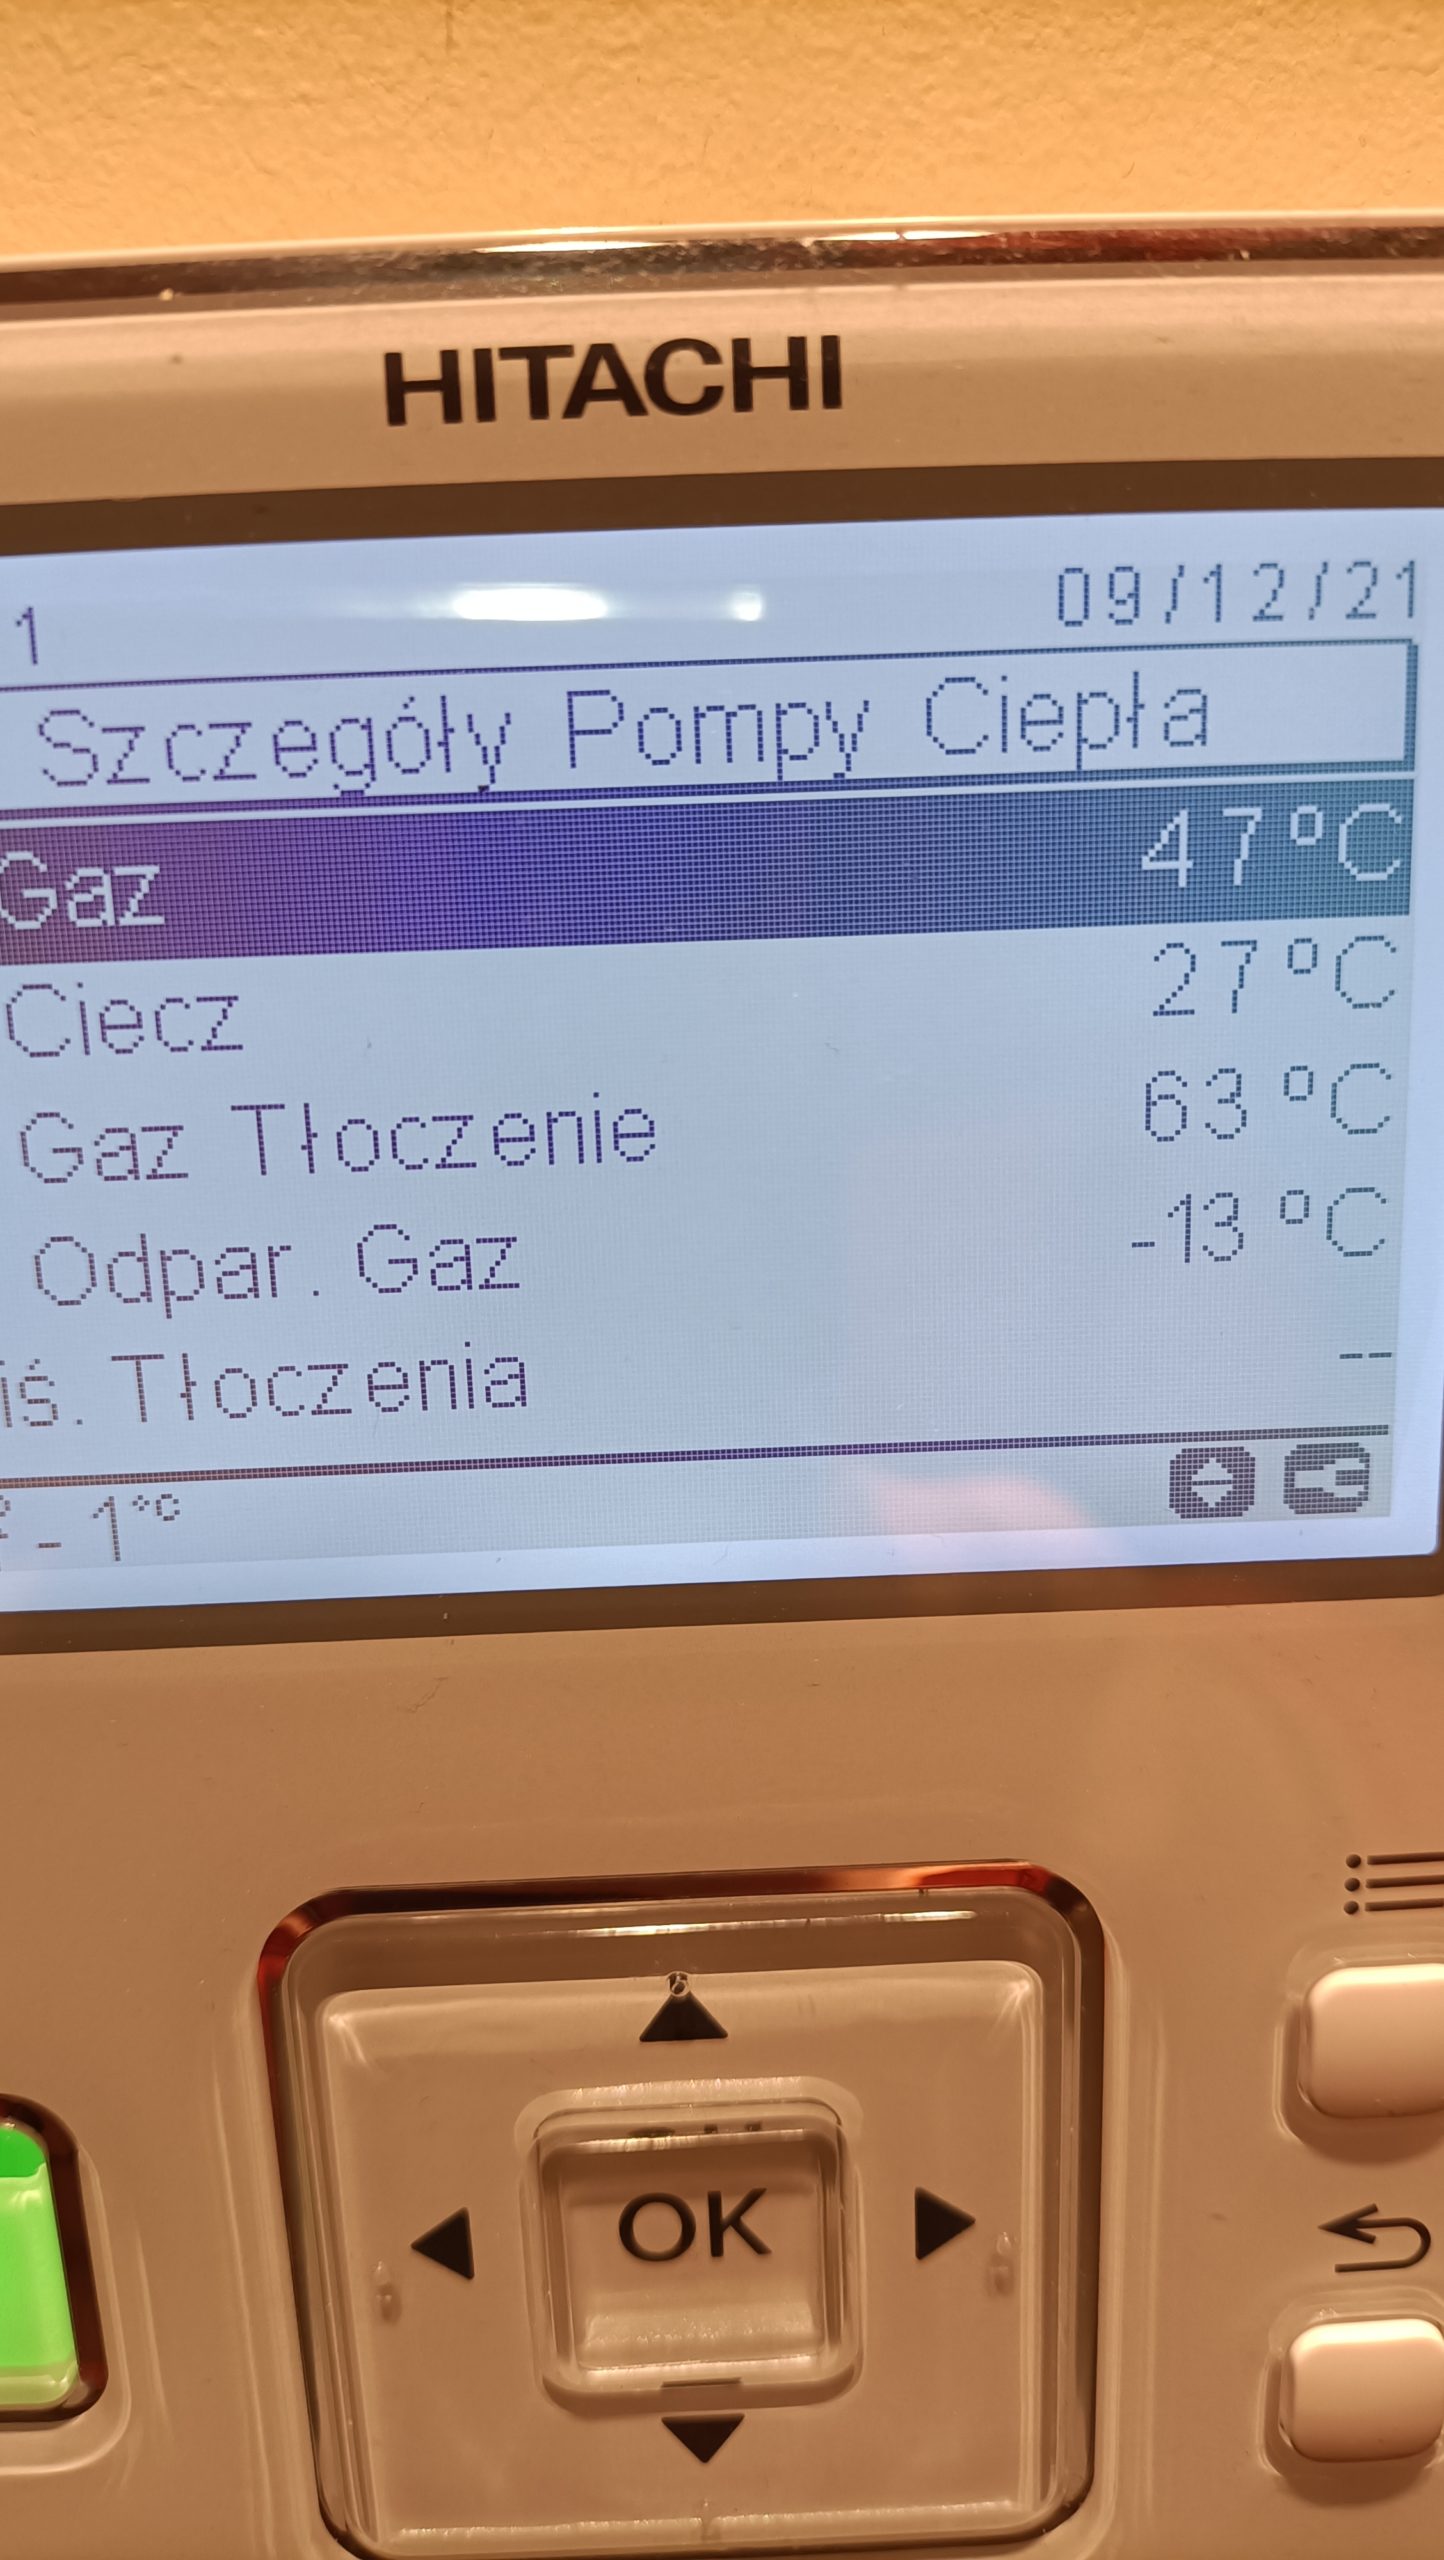 HITACHI
1 09/12/21
Szczegóły Pompy Ciepła
Gaz 47°C
Ciecz 27°C
Gaz Tłoczenie 63°C
Odpar. Gaz -13°C
iś. Tłoczenia --
-1°C
OK